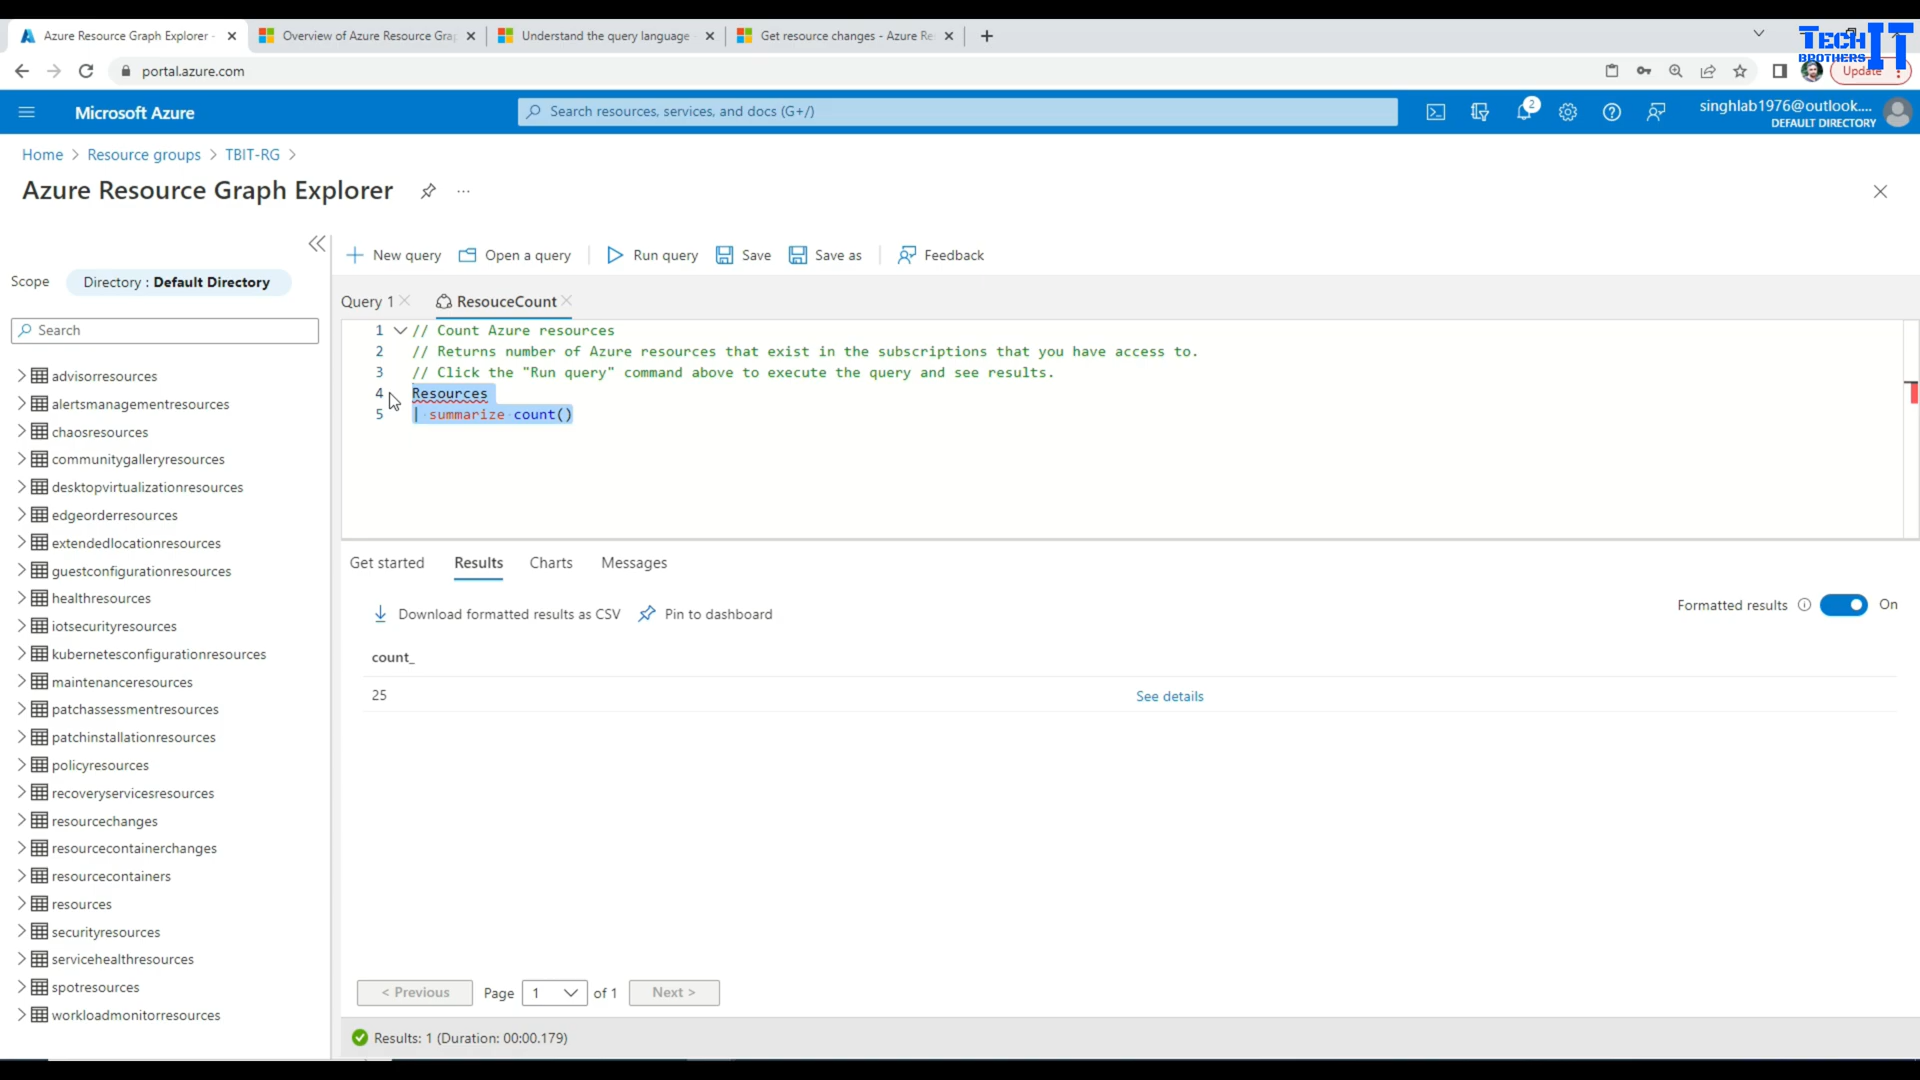 Azure Resource Graph Explorer -
Overview of Azure Resource Gra
Understand the query language
Get resource changes - Azure Re
TECH IT
BROTHERS
portal.azure.com
Update
Microsoft Azure
Search resources, services, and docs (G+/)
2
singhlab1976@outlook....
DEFAULT DIRECTORY
Home > Resource groups > TBIT-RG >
Azure Resource Graph Explorer
New query
Open a query
Run query
Save
Save as
Feedback
Scope
Directory : Default Directory
Search
advisorresources
alertsmanagementresources
chaosresources
communitygalleryresources
desktopvirtualizationresources
edgeorderresources
extendedlocationresources
guestconfigurationresources
healthresources
iotsecurityresources
kubernetesconfigurationresources
maintenanceresources
patchassessmentresources
patchinstallationresources
policyresources
recoveryservicesresources
resourcechanges
resourcecontainerchanges
resourcecontainers
resources
securityresources
servicehealthresources
spotresources
workloadmonitorresources
Query 1
ResouceCount
1 // Count Azure resources
2 // Returns number of Azure resources that exist in the subscriptions that you have access to.
3 // Click the "Run query" command above to execute the query and see results.
4 Resources
5 | summarize count()
Get started
Results
Charts
Messages
Download formatted results as CSV
Pin to dashboard
Formatted results
On
count_
25
See details
< Previous
Page 1 of 1
Next >
Results: 1 (Duration: 00:00.179)